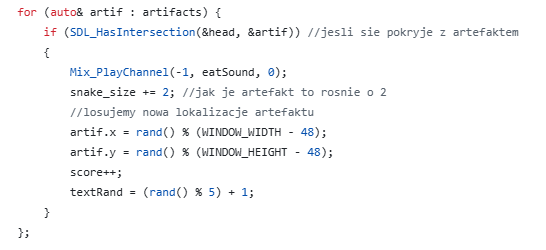 for (auto& artif : artifacts) {
    if (SDL_HasIntersection(&head, &artif)) //jesli sie pokryje z artefaktem
    {
        Mix_PlayChannel(-1, eatSound, 0);
        snake_size += 2; //jak je artefakt to rosnie o 2
        //losujemy nowa lokalizacje artefaktu
        artif.x = rand() % (WINDOW_WIDTH - 48);
        artif.y = rand() % (WINDOW_HEIGHT - 48);
        score++;
        textRand = (rand() % 5) + 1;
    }
};